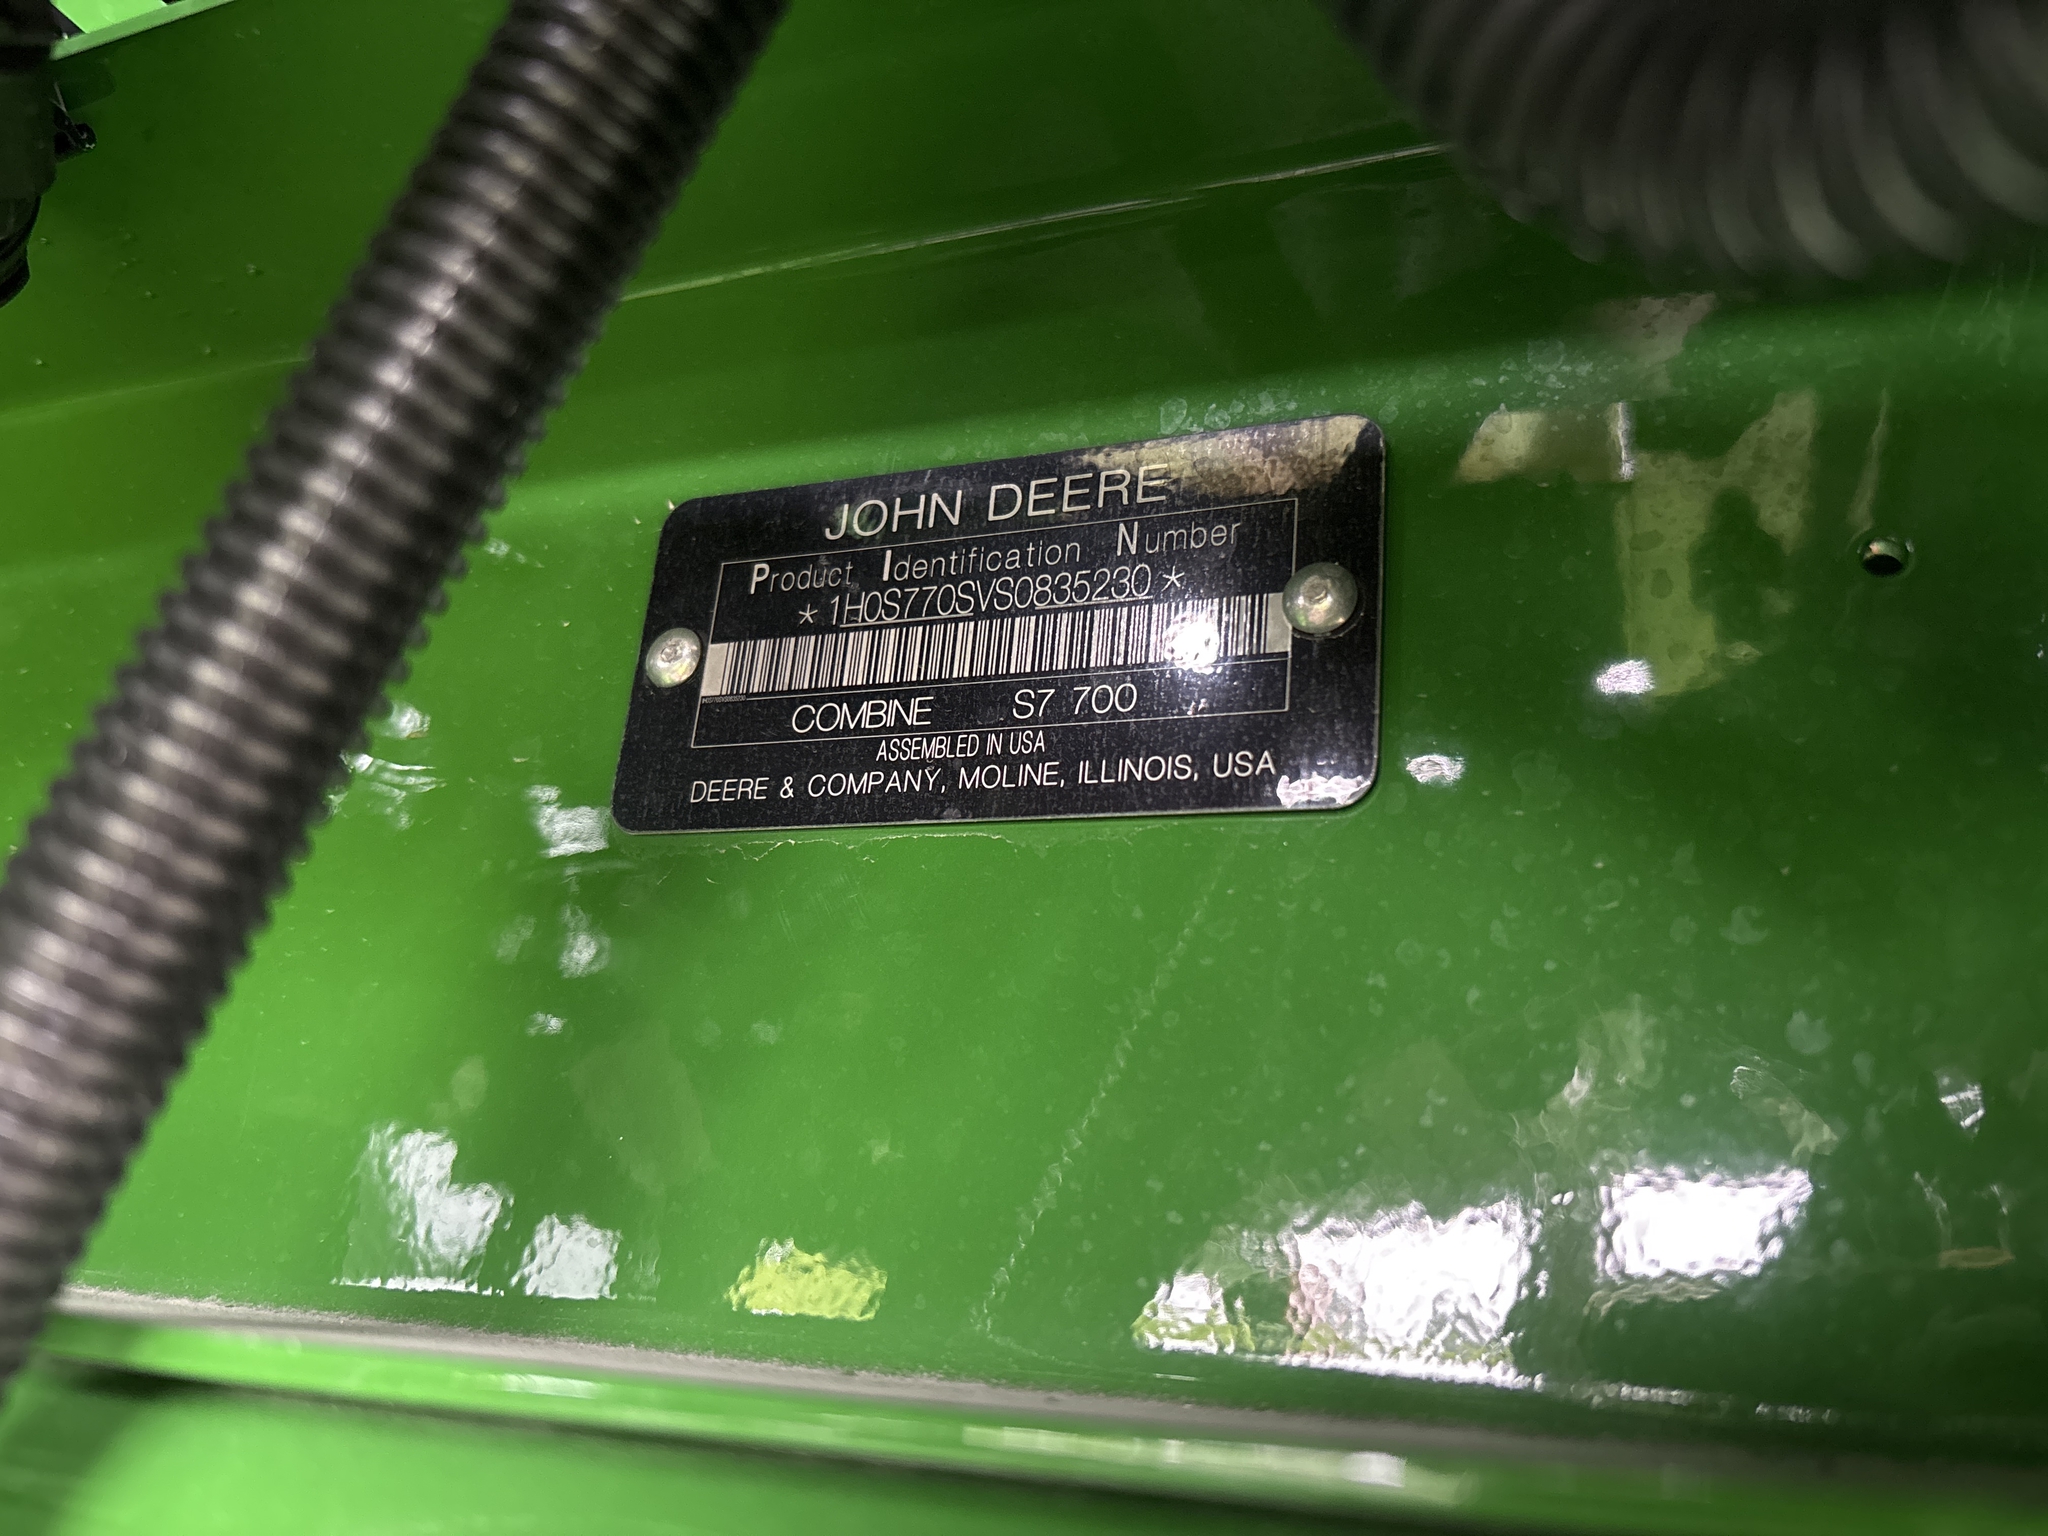 JOHN DEERE
Product Identification Number
*1H0S770SVS0835230*
COMBINE S7 700
ASSEMBLED IN USA
DEERE & COMPANY, MOLINE, ILLINOIS, USA